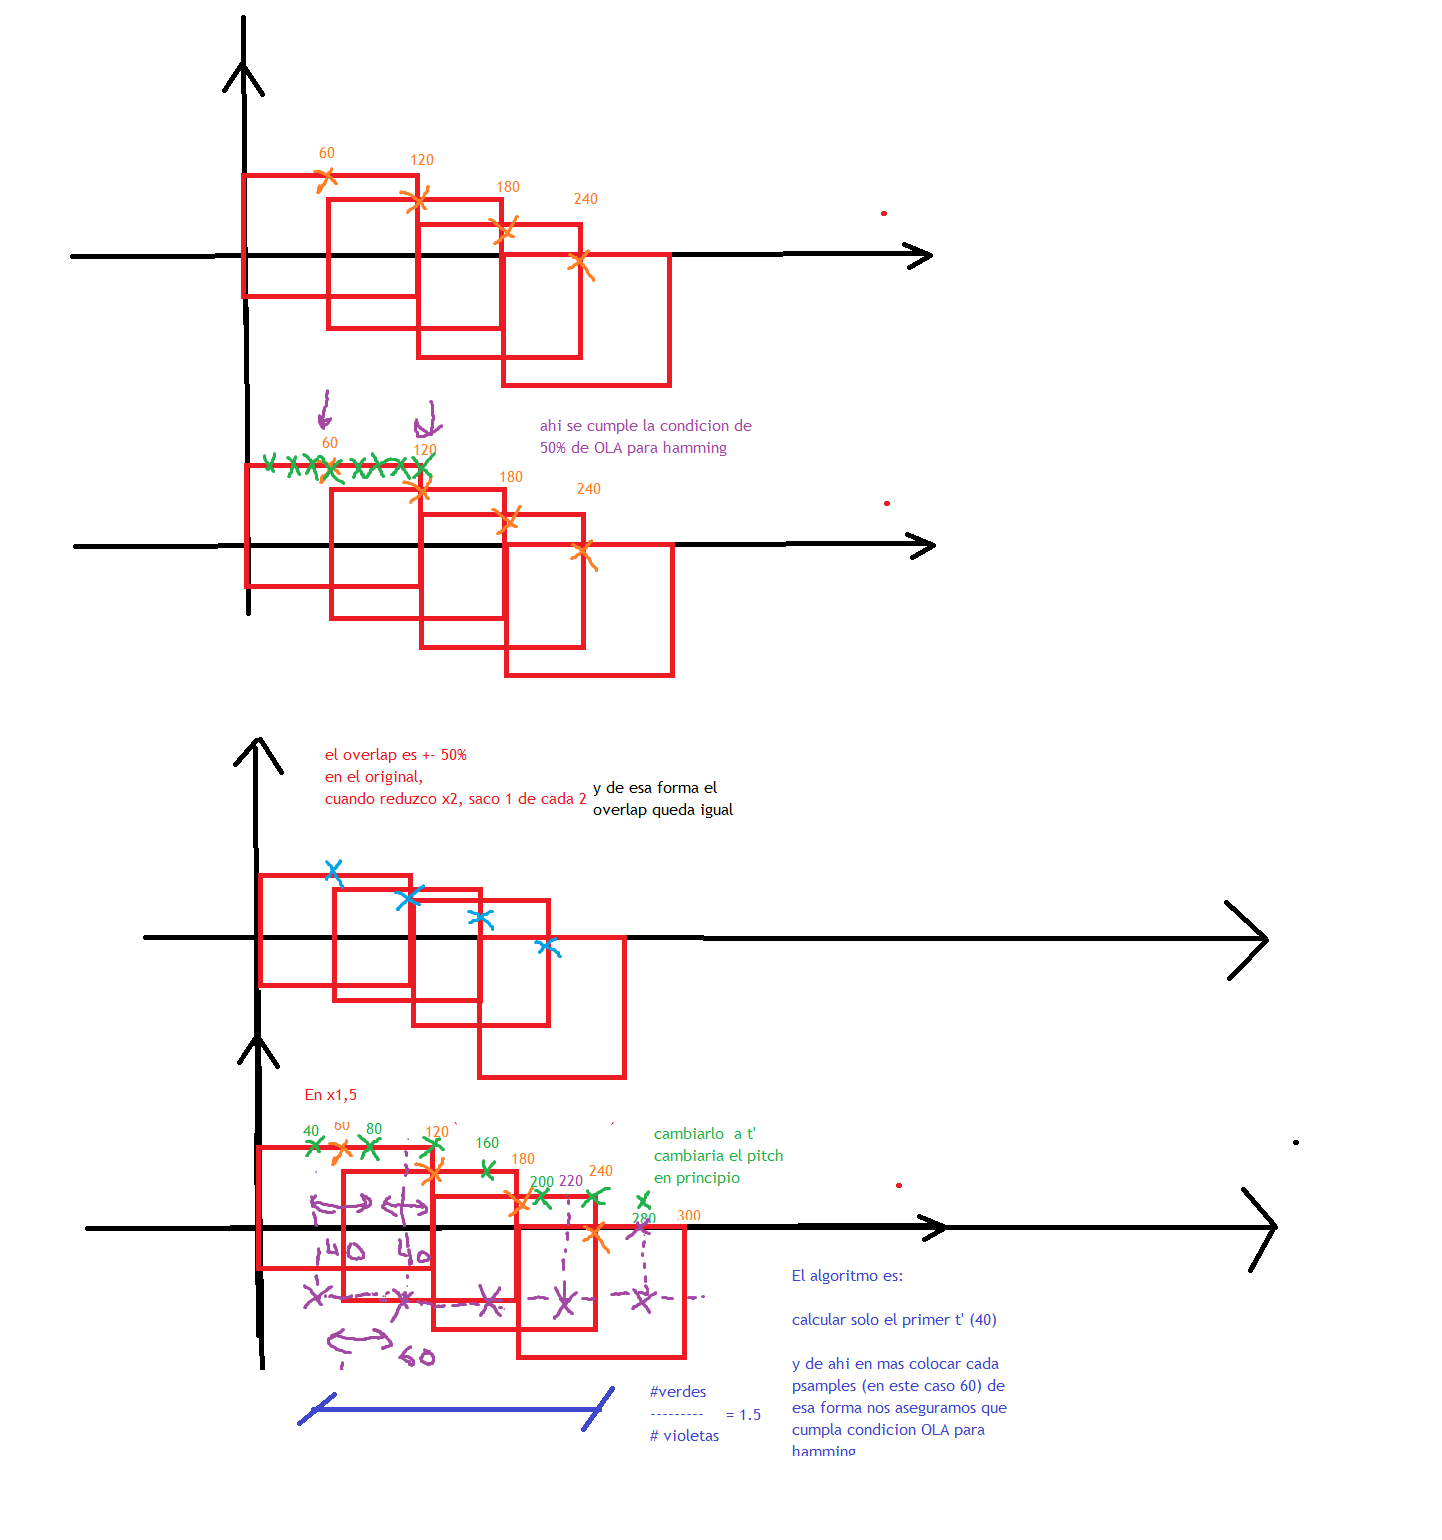 60
120
180
240
ahi se cumple la condicion de
50% de OLA para hamming
60
120
180
240
el overlap es +- 50%
en el original,
cuando reduzco x2, saco 1 de cada 2
y de esa forma el
overlap queda igual
En x1,5
40
60
80
120
160
180
200
220
240
280
300
cambiarlo a t'
cambiaria el pitch
en principio
40
40
60
El algoritmo es:
calcular solo el primer t' (40)
y de ahi en mas colocar cada
psamples (en este caso 60) de
esa forma nos aseguramos que
cumpla condicion OLA para
hamming
#verdes
--------- = 1.5
# violetas